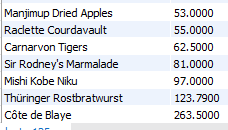 Manjimup Dried Apples 53.0000
Raclette Courdavault 55.0000
Carnarvon Tigers 62.5000
Sir Rodney's Marmalade 81.0000
Mishi Kobe Niku 97.0000
Thüringer Rostbratwurst 123.7900
Côte de Blaye 263.5000